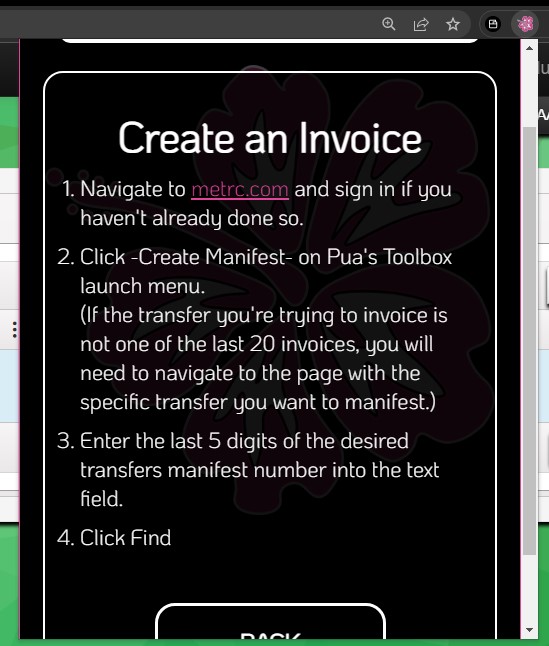 Create an Invoice
1. Navigate to metrc.com and sign in if you
haven't already done so.
2. Click -Create Manifest- on Pua's Toolbox
launch menu.
(If the transfer you're trying to invoice is
not one of the last 20 invoices, you will
need to navigate to the page with the
specific transfer you want to manifest.)
3. Enter the last 5 digits of the desired
transfers manifest number into the text
field.
4. Click Find
BACK